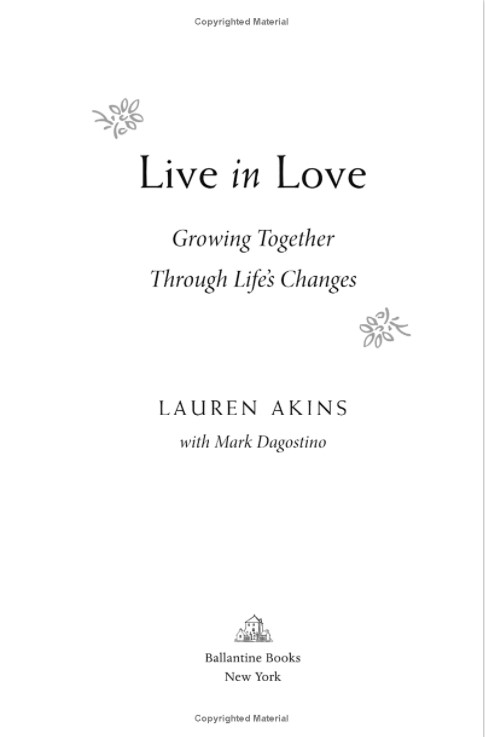 Copyrighted Material
Live in Love
Growing Together
Through Life's Changes
LAUREN AKINS
with Mark Dagostino
Ballantine Books
New York
Copyrighted Material